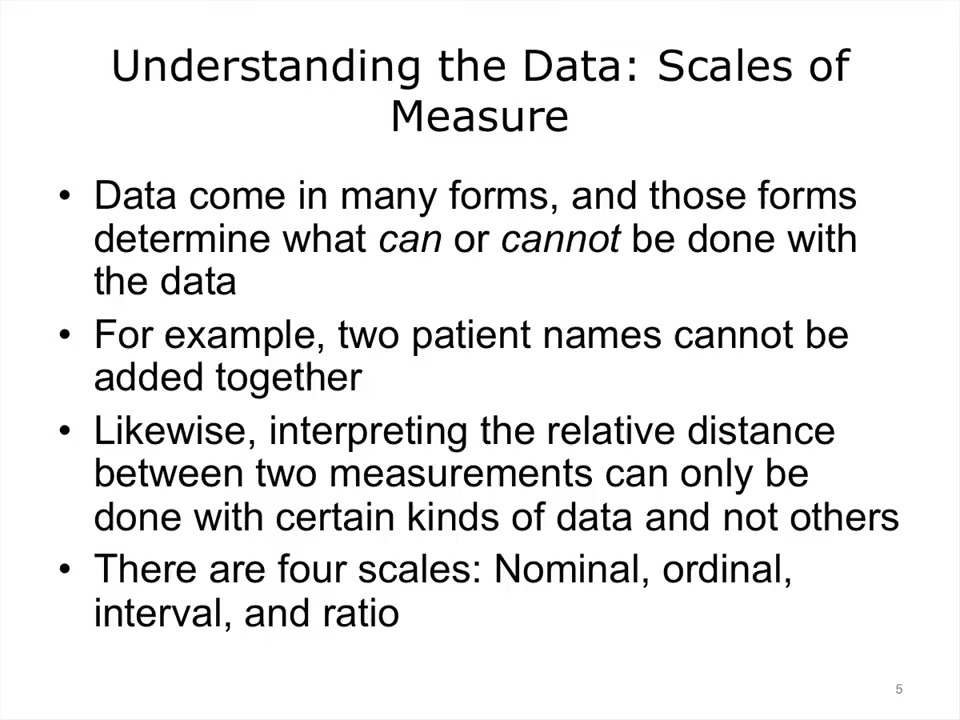 Understanding the Data: Scales of
Measure
• Data come in many forms, and those forms
determine what can or cannot be done with
the data
• For example, two patient names cannot be
added together
• Likewise, interpreting the relative distance
between two measurements can only be
done with certain kinds of data and not others
• There are four scales: Nominal, ordinal,
interval, and ratio
5